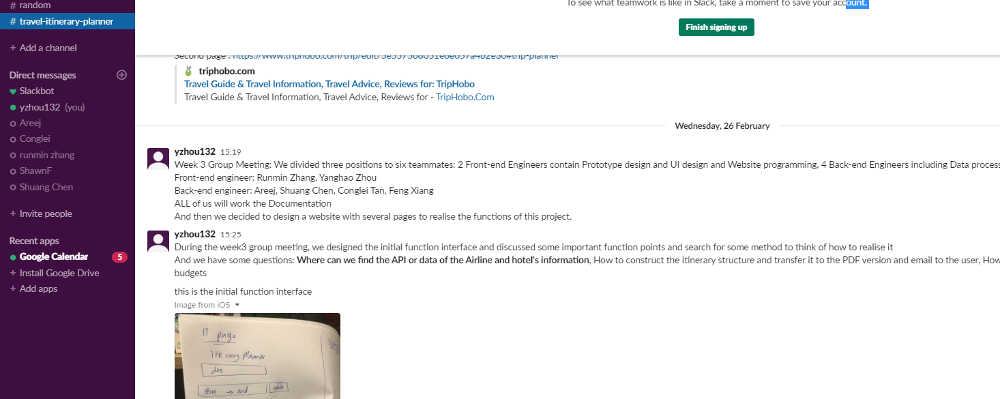 # random
# travel-itinerary-planner
+ Add a channel
Direct messages
Slackbot
yzhou132 (you)
Areej
Conglei
runmin zhang
ShawnF
Shuang Chen
+ Invite people
Recent apps
Google Calendar 5
+ Install Google Drive
+ Add apps
To see what teamwork is like in Slack, take a moment to save your account.
Finish signing up
Second page :
triphobo.com
Travel Guide & Travel Information, Travel Advice, Reviews for: TripHobo
Travel Guide & Travel Information, Travel Advice, Reviews for - TripHobo.Com
Wednesday, 26 February
yzhou132 15:19
Week 3 Group Meeting: We divided three positions to six teammates: 2 Front-end Engineers contain Prototype design and UI design and Website programming, 4 Back-end Engineers including Data process
Front-end engineer: Runmin Zhang, Yanghao Zhou
Back-end engineer: Areej, Shuang Chen, Conglei Tan, Feng Xiang
ALL of us will work the Documentation
And then we decided to design a website with several pages to realise the functions of this project.
yzhou132 15:25
During the week3 group meeting, we designed the initial function interface and discussed some important function points and search for some method to think of how to realise it
And we have some questions: Where can we find the API or data of the Airline and hotel's information, How to construct the itinerary structure and transfer it to the PDF version and email to the user, How
budgets
this is the initial function interface
Image from iOS
page
planner
des
start → end